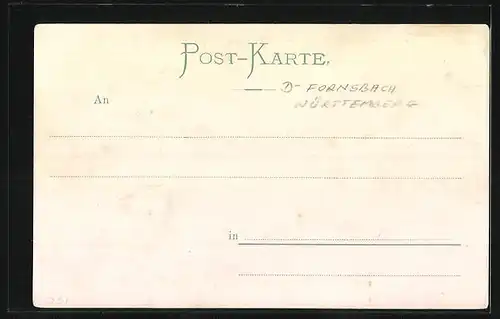 POST-KARTE.
D- FORNSBACH
An
WÜRTTEMBERG
in